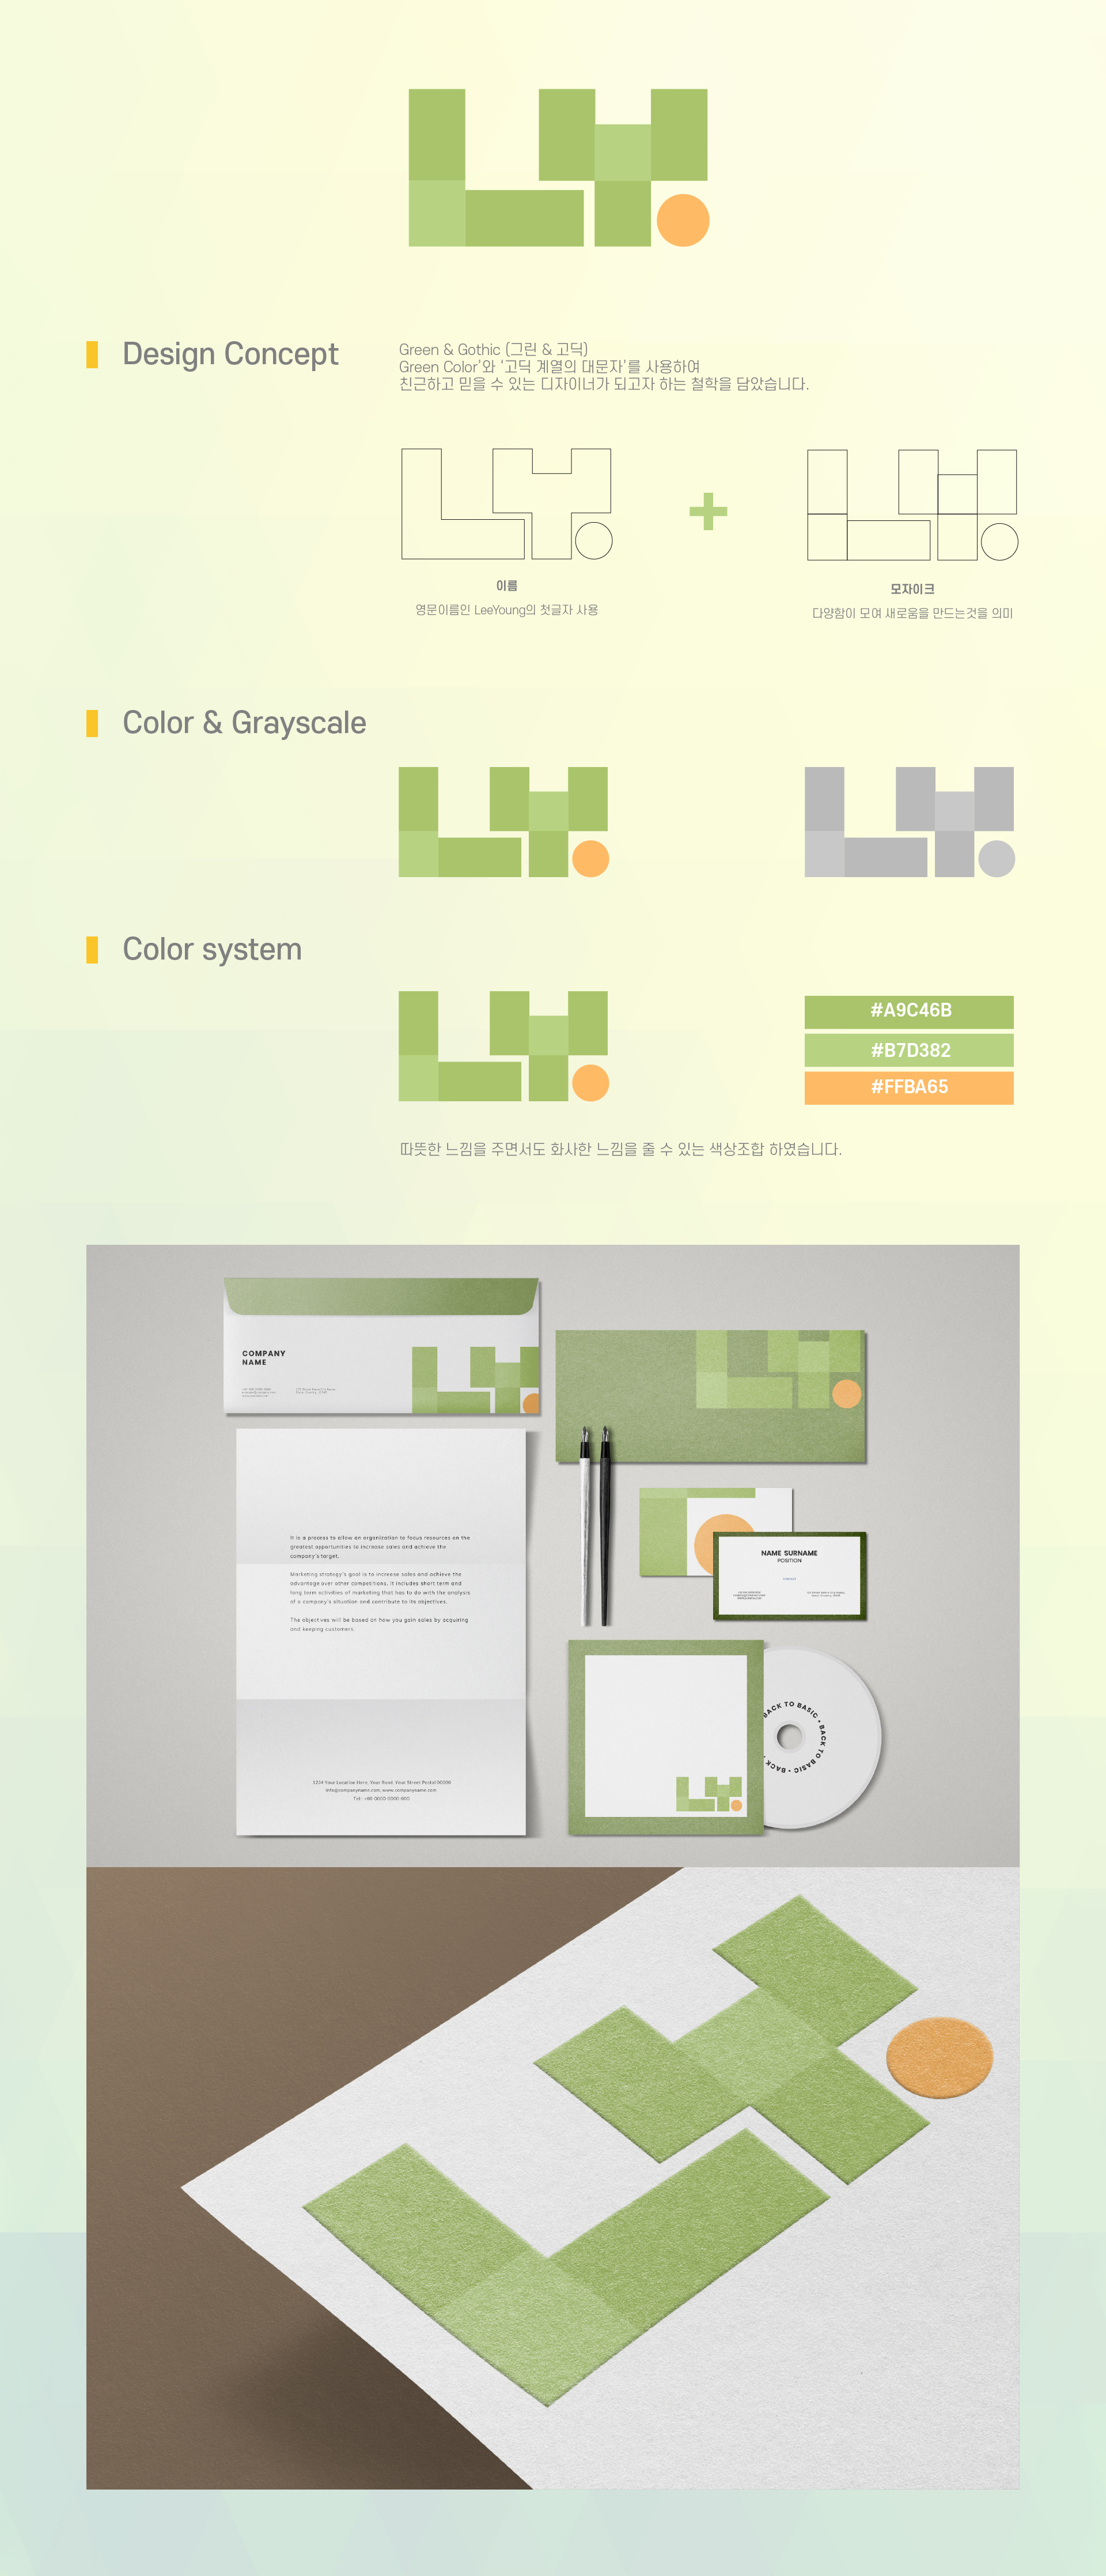 Design Concept
Green & Gothic (그린 & 고딕)
Green Color'와 '고딕 계열의 대문자'를 사용하여
친근하고 믿을 수 있는 디자이너가 되고자 하는 철학을 담았습니다.
이름
영문이름인 LeeYoung의 첫글자 사용
모자이크
다양함이 모여 새로움을 만드는것을 의미
Color & Grayscale
Color system
#A9C46B
#B7D382
#FFBA65
따뜻한 느낌을 주면서도 화사한 느낌을 줄 수 있는 색상조합 하였습니다.
COMPANY
NAME
It is a process to allow an organization to focus resources on the
greatest opportunities to increase sales and achieve the
company's target.
Marketing strategy's goal is to increase sales and achieve the
advantage over other competitions. It includes short term and
long term activities of marketing that has to do with the analysis
of a company's situation and contribute to its objectives.
The objectives will be based on how you gain sales by acquiring
and keeping customers.
1234 Your Location Here, Your Road, Your Street Postal 90000
info@companyname.com, www.companyname.com
NAME SURNAME
POSITION
BACK TO BASIC • BACK TO BASIC • BACK